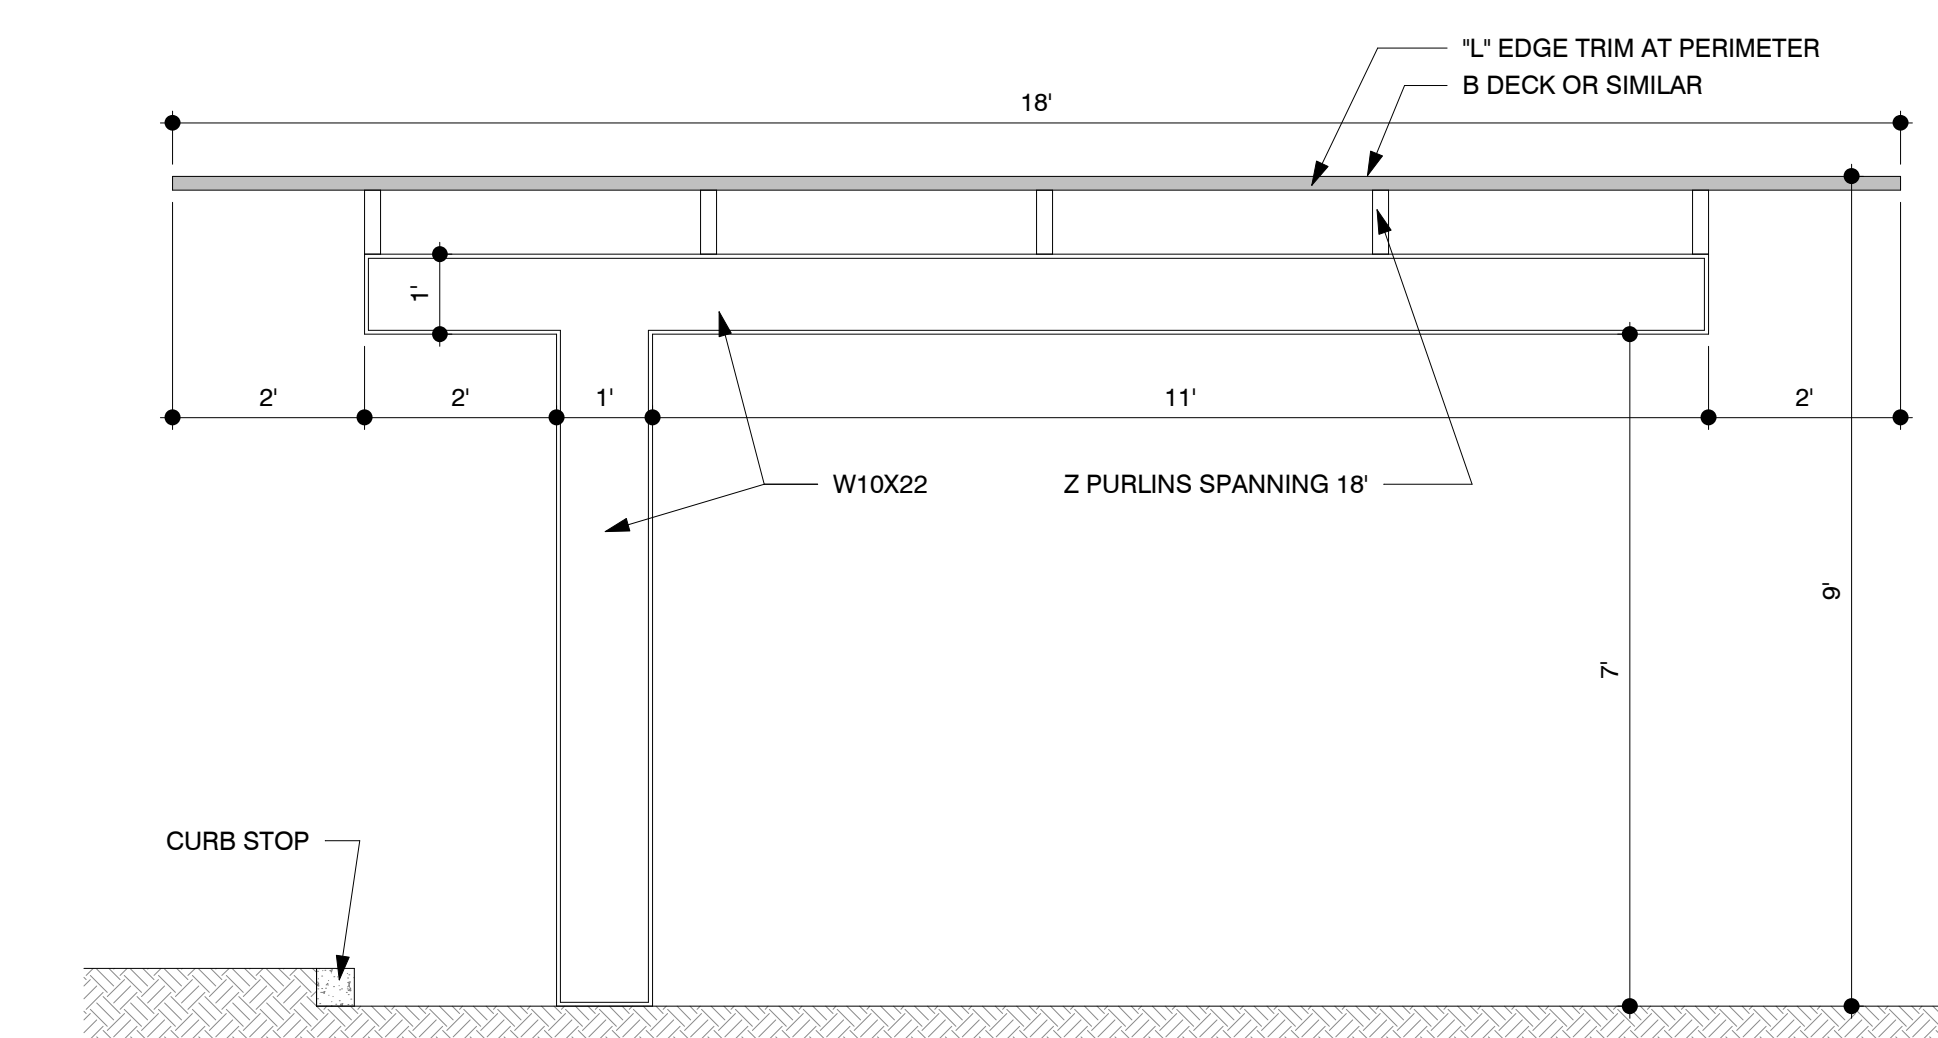 "L" EDGE TRIM AT PERIMETER
B DECK OR SIMILAR
18'
1'
2'
2'
1'
11'
2'
W10X22
Z PURLINS SPANNING 18'
9'
7'
CURB STOP